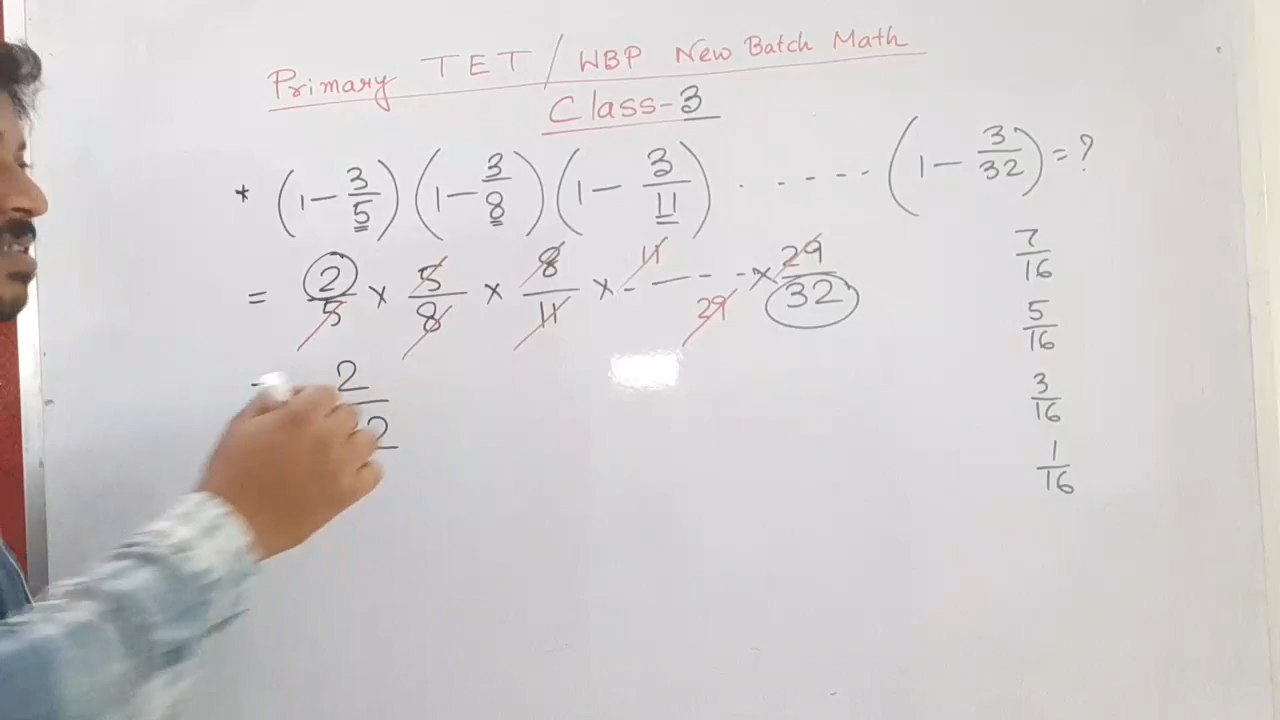 Primary TET / WBP New Batch Math
Class-3
* (1 - 3/5) (1 - 3/8) (1 - 3/11) . - - - - - - (1 - 3/32) = ?
= 2/5 × 5/8 × 8/11 × 11 - — - - 29 × 29/32
2
2
7/16
5/16
3/16
1/16